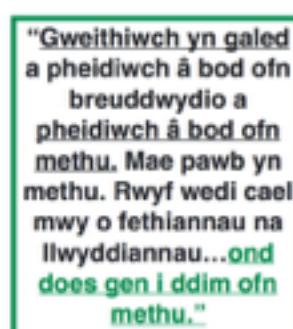 "Gweithiwch yn galed
a pheidiwch â bod ofn
breuddwydio a
pheidiwch â bod ofn
methu. Mae pawb yn
methu. Rwyf wedi cael
mwy o fethiannau na
llwyddiannau...ond
does gen i ddim ofn
methu."